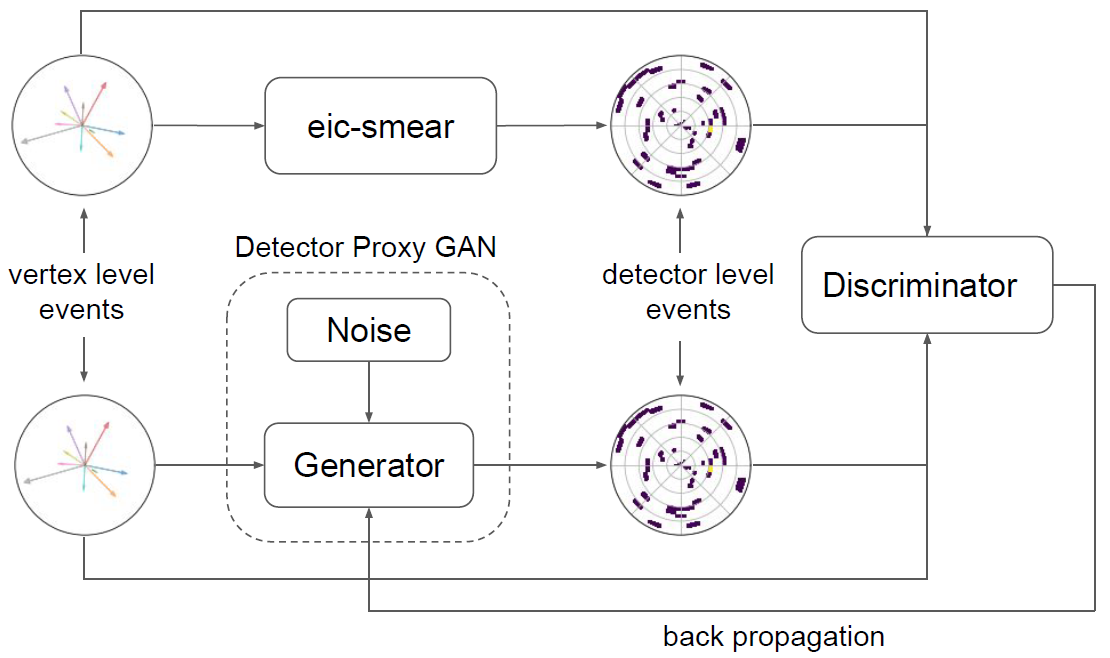 eic-smear
Detector Proxy GAN
vertex level
events
detector level
events
Discriminator
Noise
Generator
back propagation